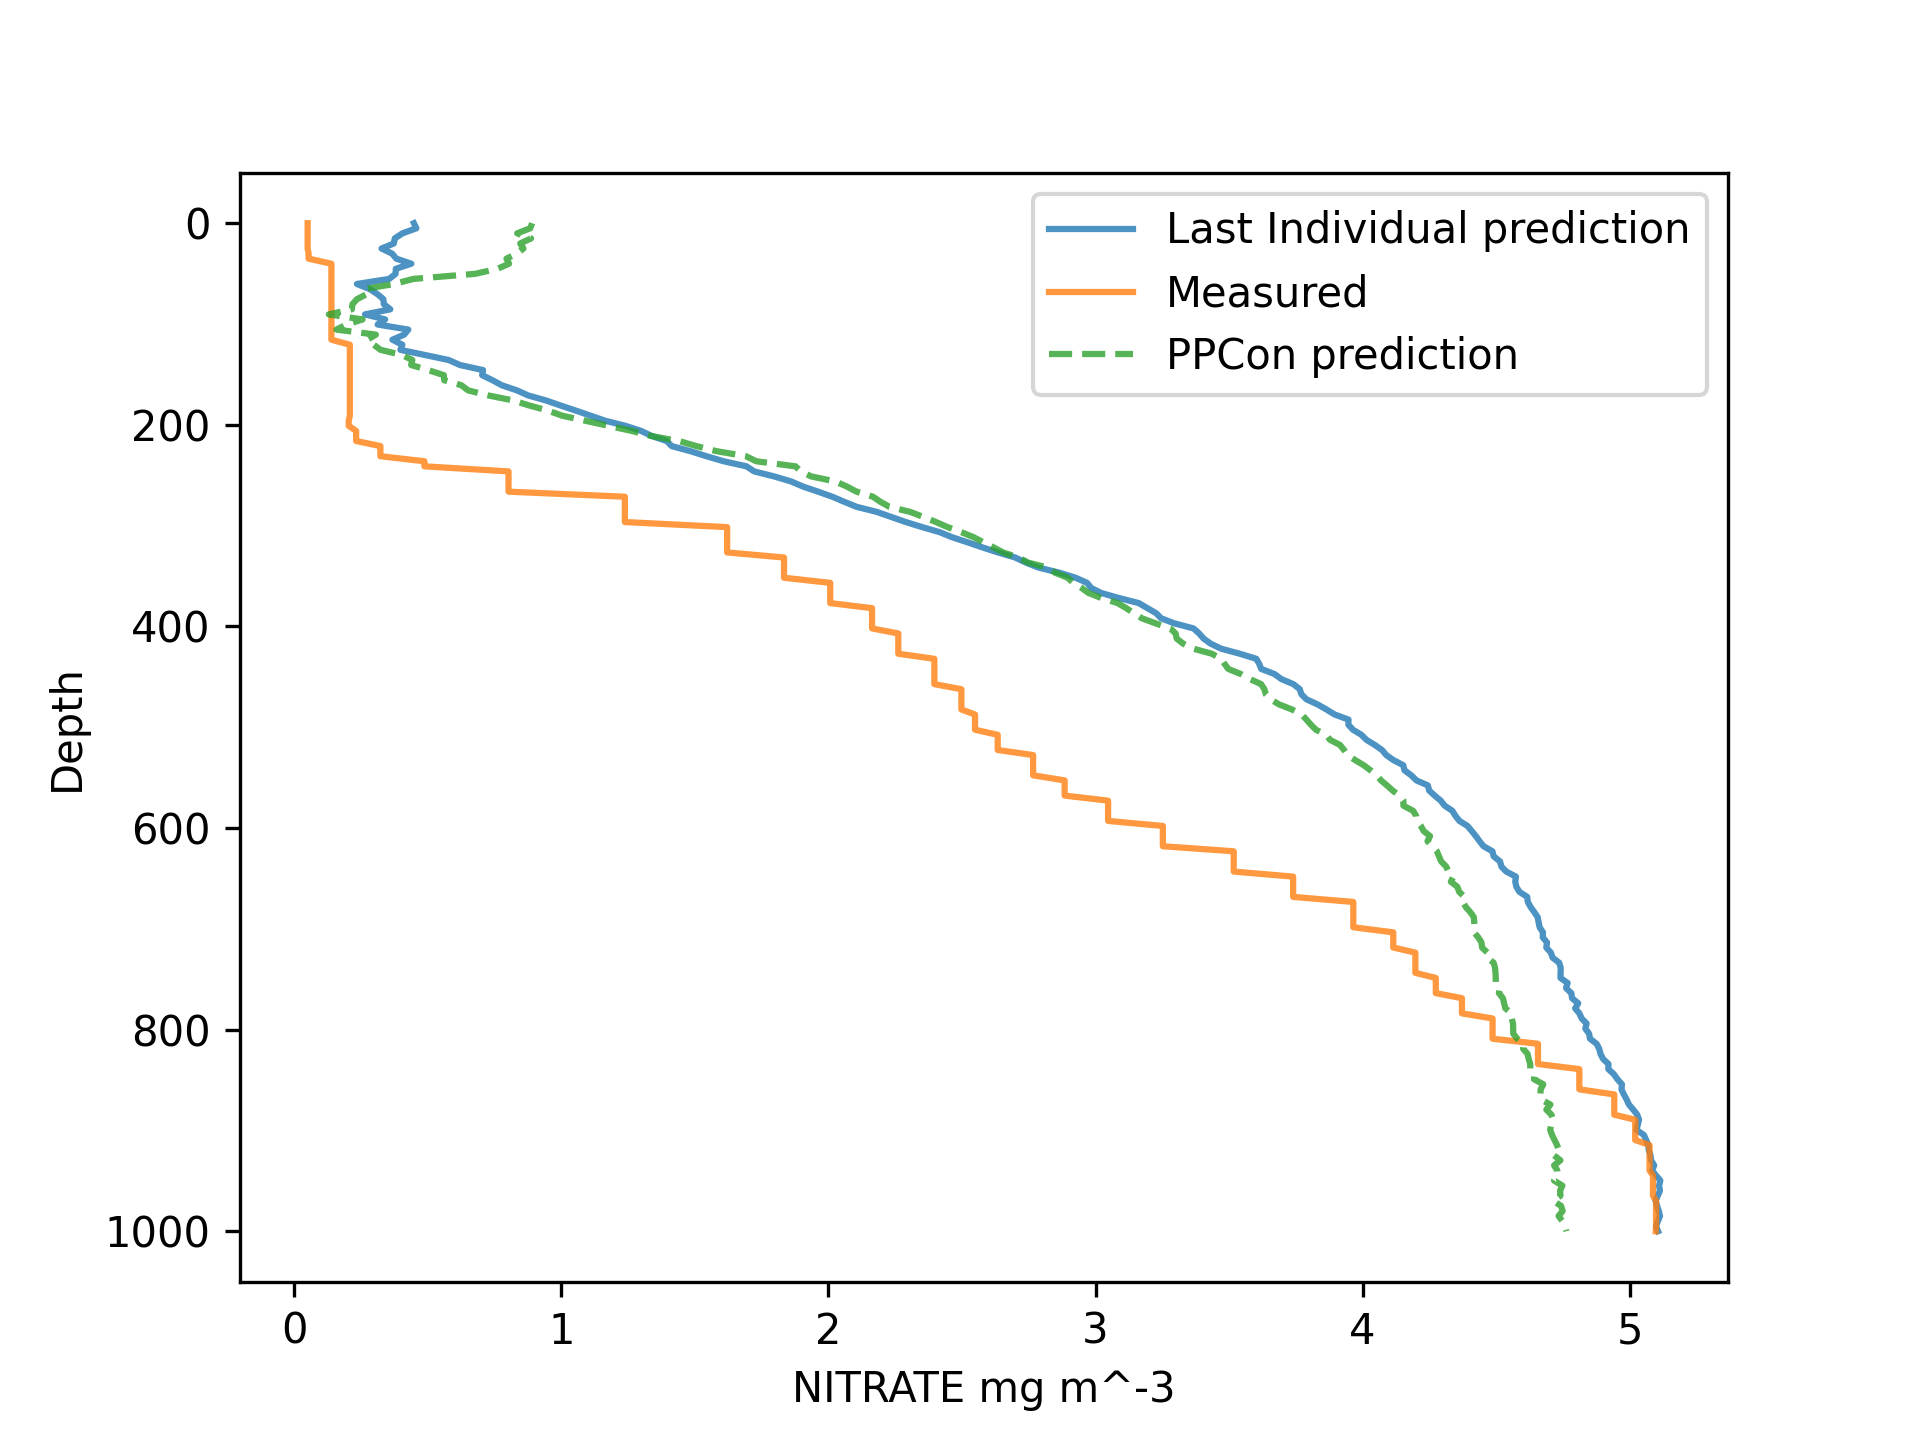 Last Individual prediction
Measured
PPCon prediction
0
200
400
600
800
1000
Depth
0 1 2 3 4 5
NITRATE mg m^-3